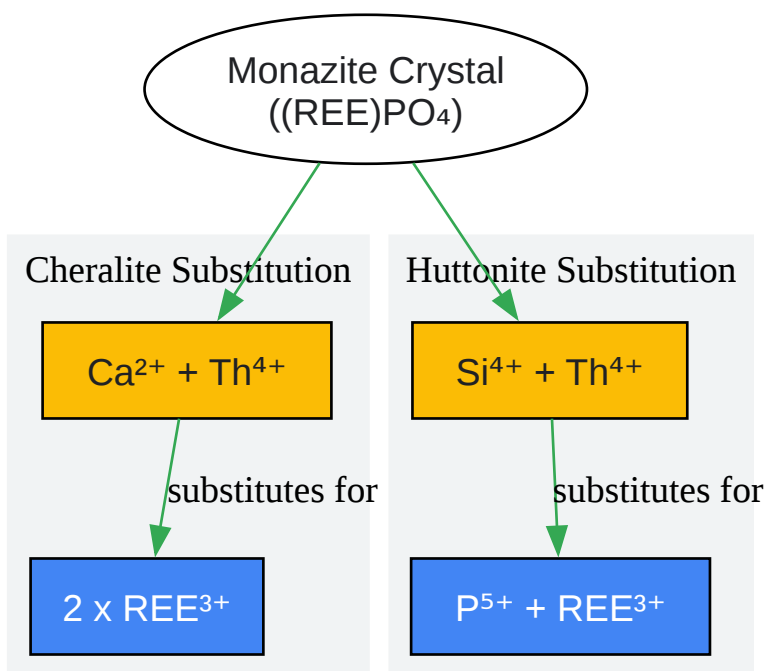 Monazite Crystal
((REE)PO₄)
Cheralite Substitution
Huttonite Substitution
Ca²⁺ + Th⁴⁺
Si⁴⁺ + Th⁴⁺
substitutes for
substitutes for
2 x REE³⁺
P⁵⁺ + REE³⁺